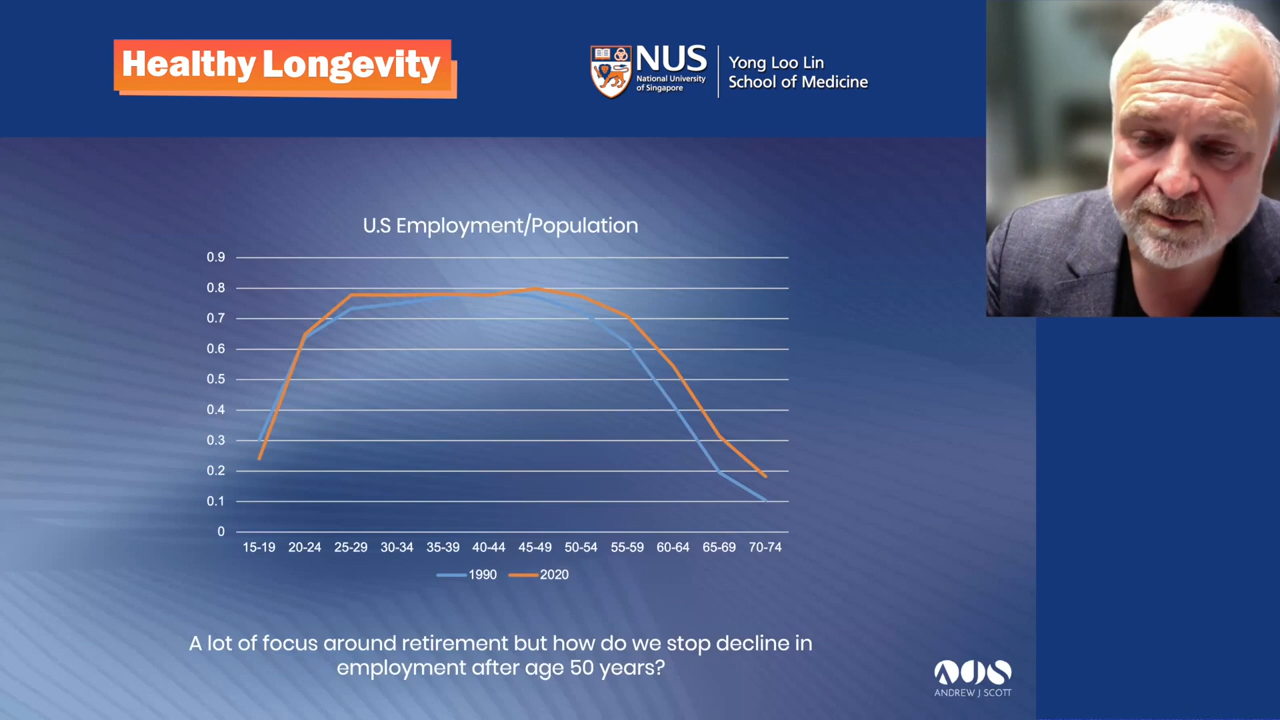 Healthy Longevity
NUS
National University
of Singapore
Yong Loo Lin
School of Medicine
U.S Employment/Population
0.9
0.8
0.7
0.6
0.5
0.4
0.3
0.2
0.1
0
15-19 20-24 25-29 30-34 35-39 40-44 45-49 50-54 55-59 60-64 65-69 70-74
1990 2020
A lot of focus around retirement but how do we stop decline in
employment after age 50 years?
AJS
ANDREW J SCOTT